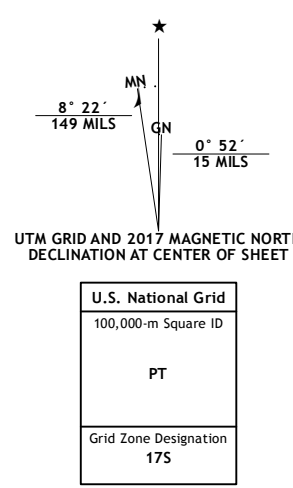 MN
8° 22´
149 MILS
GN
0° 52´
15 MILS
UTM GRID AND 2017 MAGNETIC NORT
DECLINATION AT CENTER OF SHEET
U.S. National Grid
100,000-m Square ID
PT
Grid Zone Designation
17S